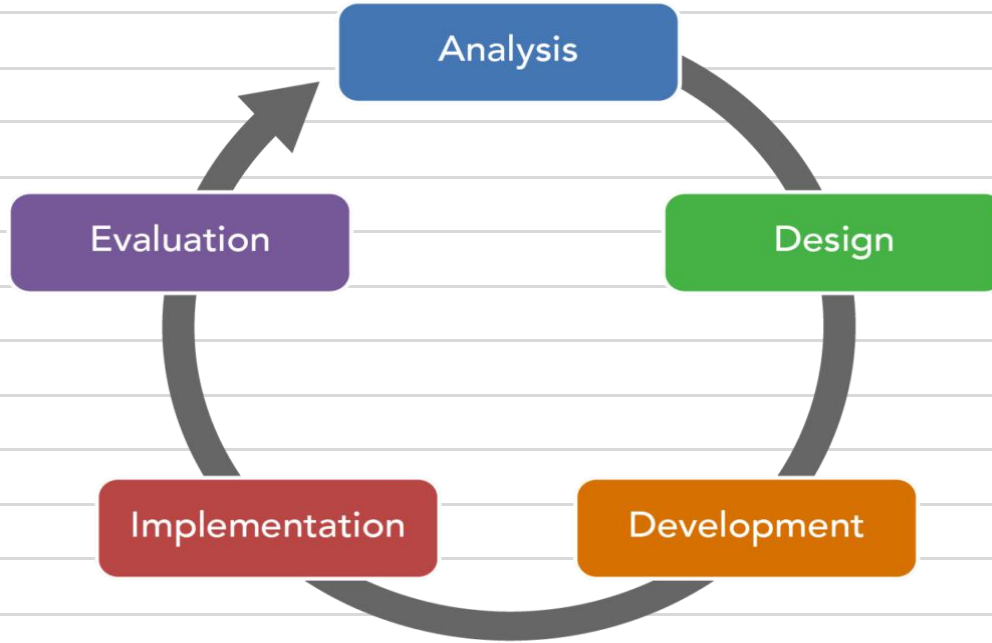 Analysis
Design
Development
Implementation
Evaluation